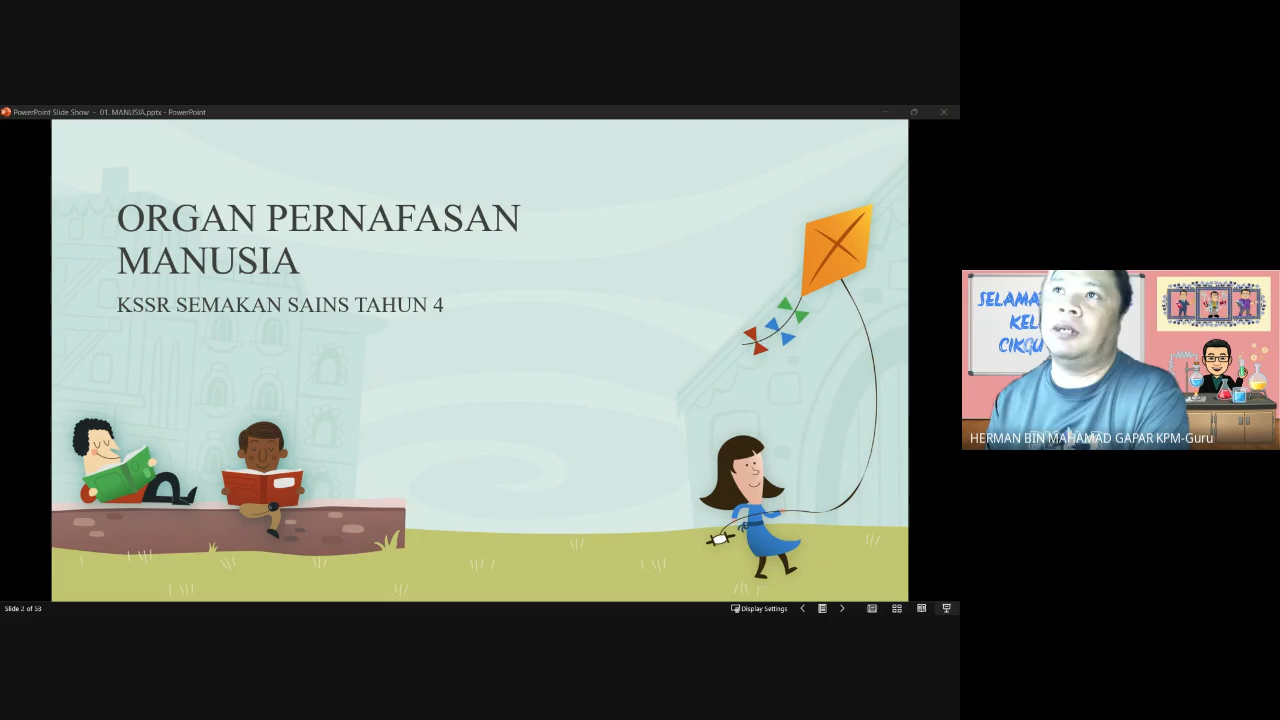 PowerPoint Slide Show - 01. MANUSIA.pptx - PowerPoint
ORGAN PERNAFASAN
MANUSIA
KSSR SEMAKAN SAINS TAHUN 4
SELAMA
KEL
CIKGU
HERMAN BIN MAHAMAD GAPAR KPM-Guru
Slide 2 of 53
Display Settings